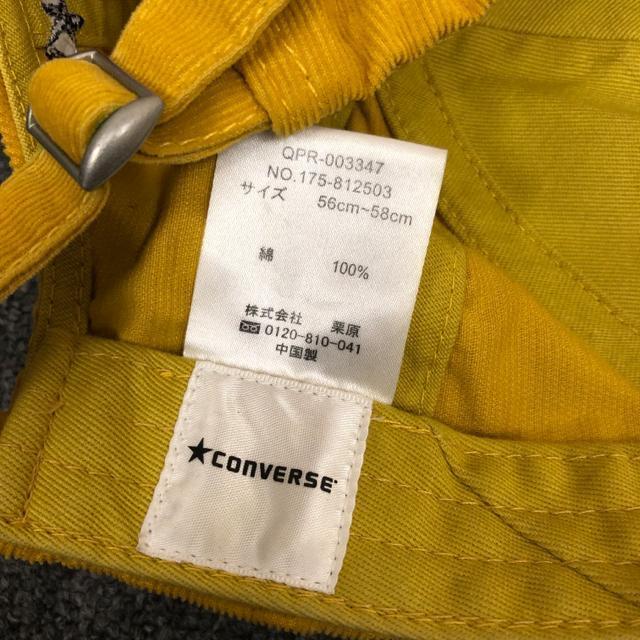 QPR-003347
NO.175-812503
サイズ 56cm~58cm
綿 100%
株式会社 栗原
0120-810-041
中国製
★CONVERSE